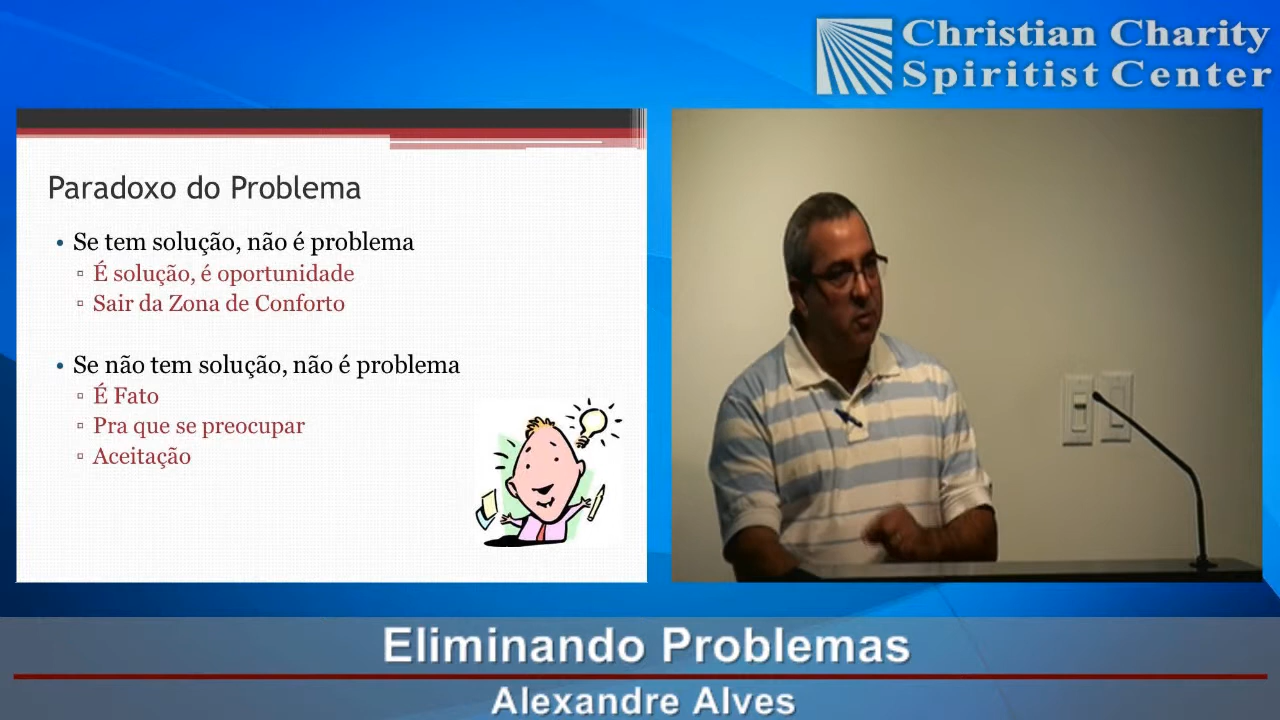 Christian Charity
Spiritist Center
Paradoxo do Problema
• Se tem solução, não é problema
▫ É solução, é oportunidade
▫ Sair da Zona de Conforto
• Se não tem solução, não é problema
▫ É Fato
▫ Pra que se preocupar
▫ Aceitação
Eliminando Problemas
Alexandre Alves